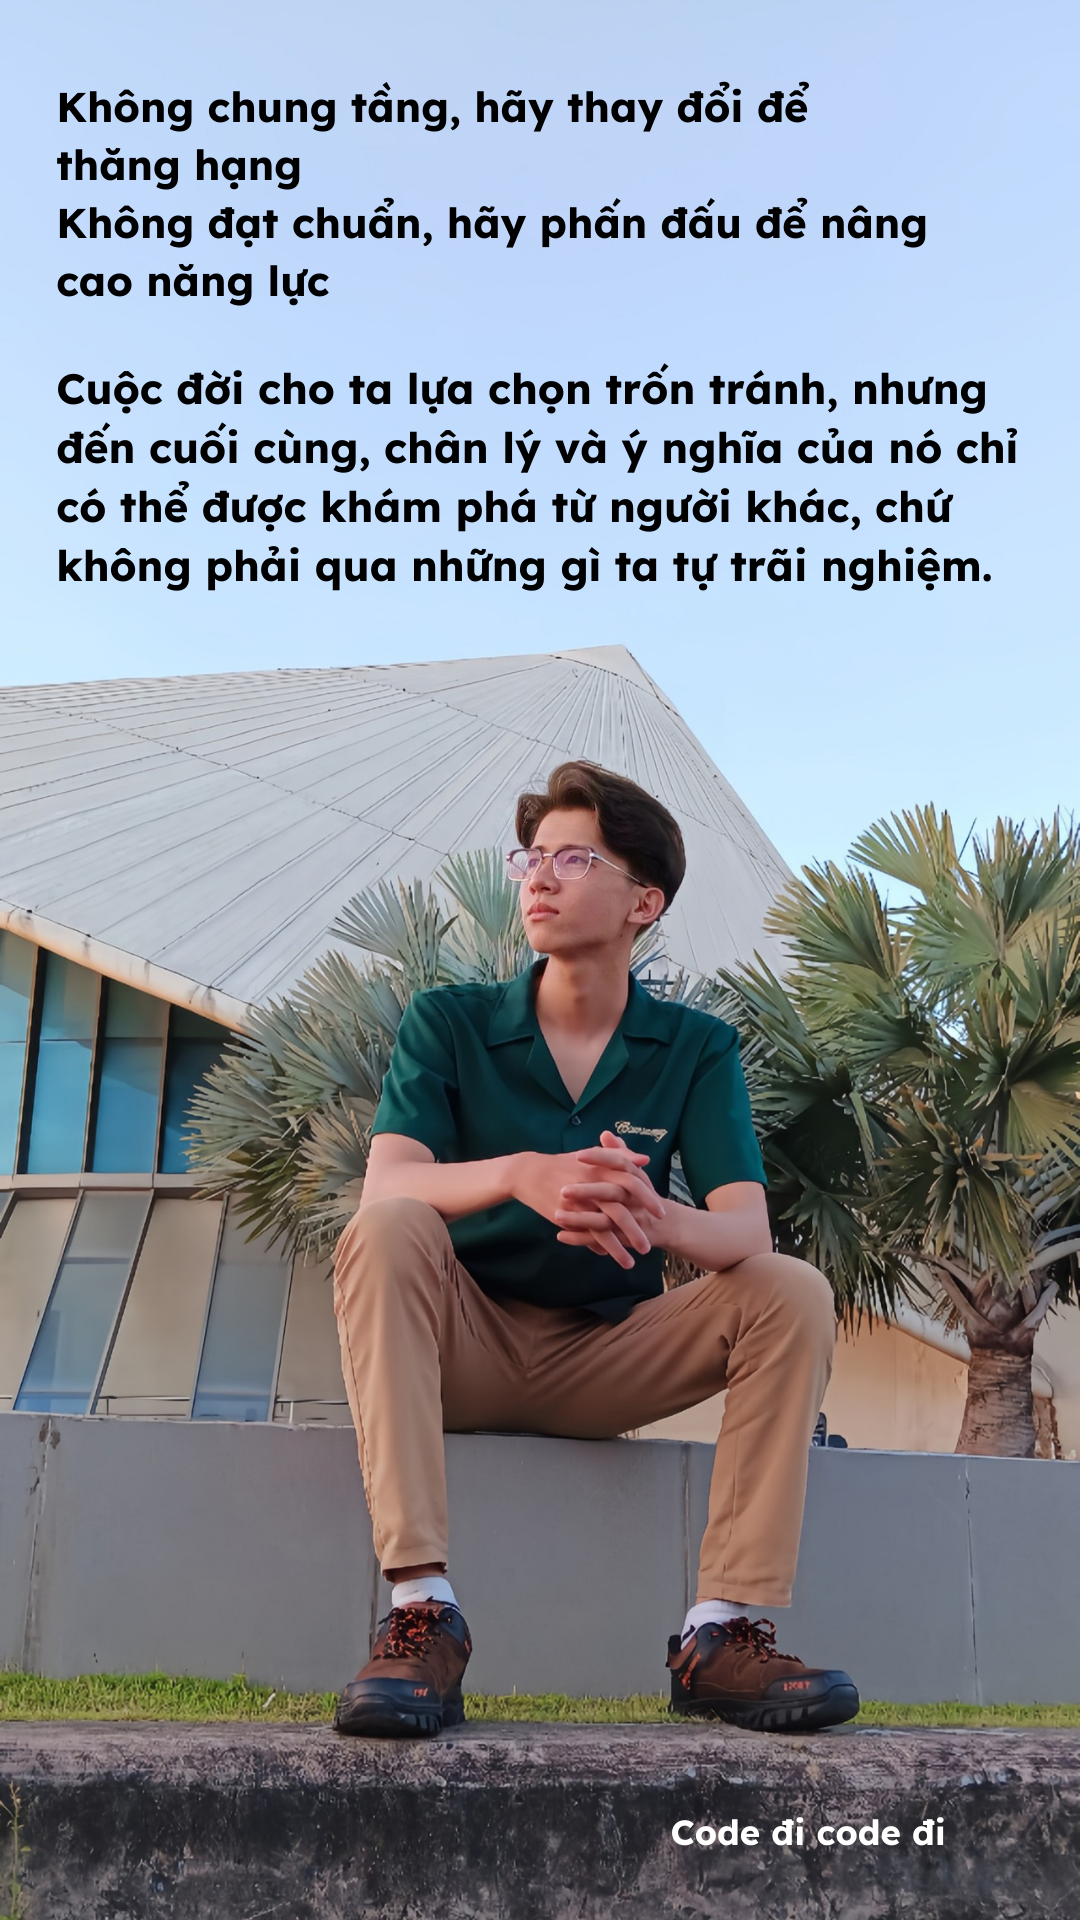 Không chung tầng, hãy thay đổi để
thăng hạng
Không đạt chuẩn, hãy phấn đấu để nâng
cao năng lực
Cuộc đời cho ta lựa chọn trốn tránh, nhưng
đến cuối cùng, chân lý và ý nghĩa của nó chỉ
có thể được khám phá từ người khác, chứ
không phải qua những gì ta tự trãi nghiệm.
Code đi code đi